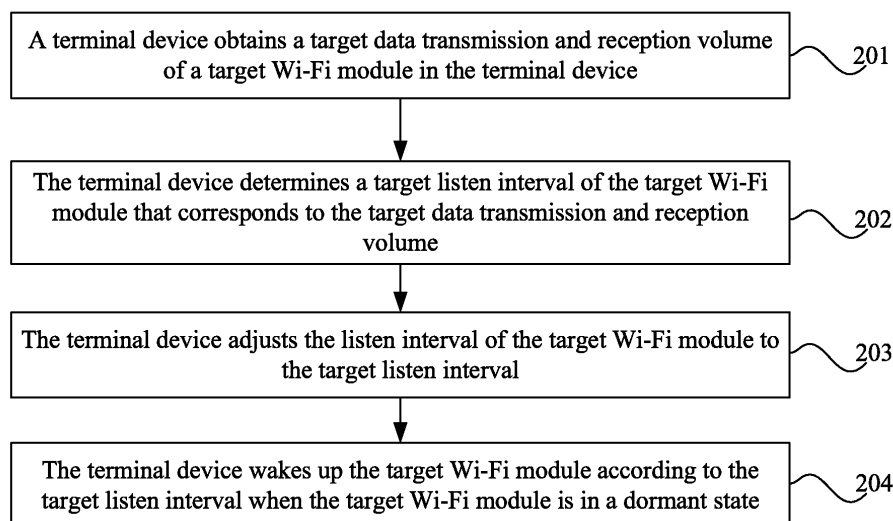 A terminal device obtains a target data transmission and reception volume
of a target Wi-Fi module in the terminal device
201
The terminal device determines a target listen interval of the target Wi-Fi
module that corresponds to the target data transmission and reception
volume
202
The terminal device adjusts the listen interval of the target Wi-Fi module to
the target listen interval
203
The terminal device wakes up the target Wi-Fi module according to the
target listen interval when the target Wi-Fi module is in a dormant state
204